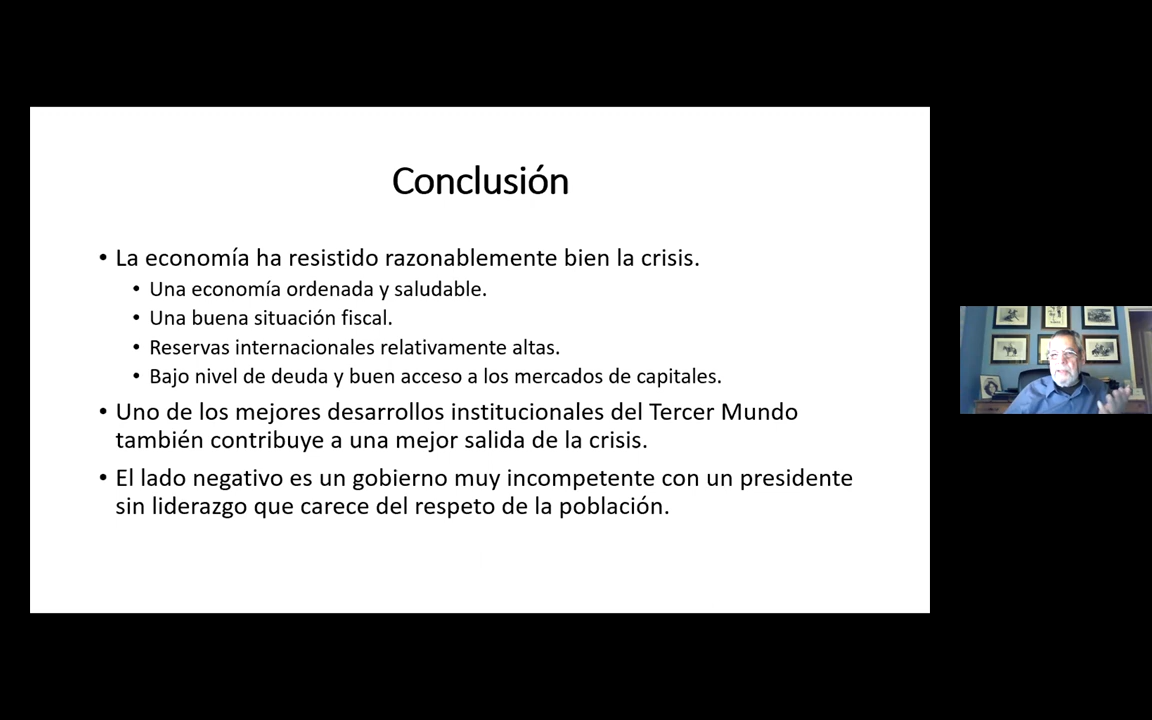 Conclusión
• La economía ha resistido razonablemente bien la crisis.
• Una economía ordenada y saludable.
• Una buena situación fiscal.
• Reservas internacionales relativamente altas.
• Bajo nivel de deuda y buen acceso a los mercados de capitales.
• Uno de los mejores desarrollos institucionales del Tercer Mundo
también contribuye a una mejor salida de la crisis.
• El lado negativo es un gobierno muy incompetente con un presidente
sin liderazgo que carece del respeto de la población.